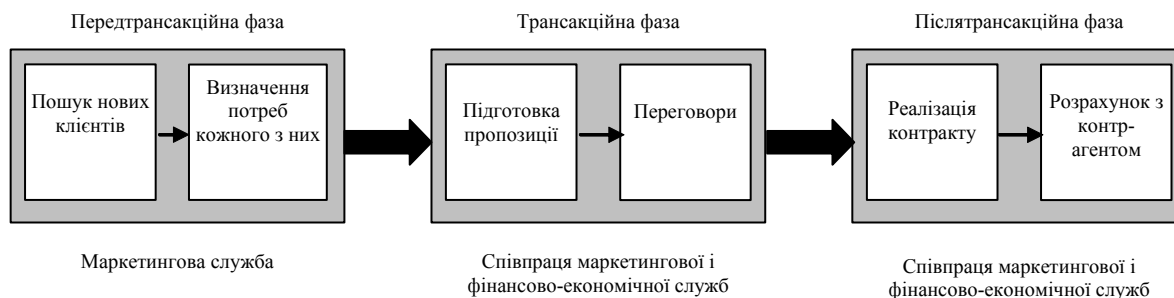 Передтрансакційна фаза
Пошук нових
клієнтів
Визначення
потреб
кожного з них
Маркетингова служба
Трансакційна фаза
Підготовка
пропозиції
Переговори
Співпраця маркетингової і
фінансово-економічної служб
Післятрансакційна фаза
Реалізація
контракту
Розрахунок з
контр-
агентом
Співпраця маркетингової і
фінансово-економічної служб